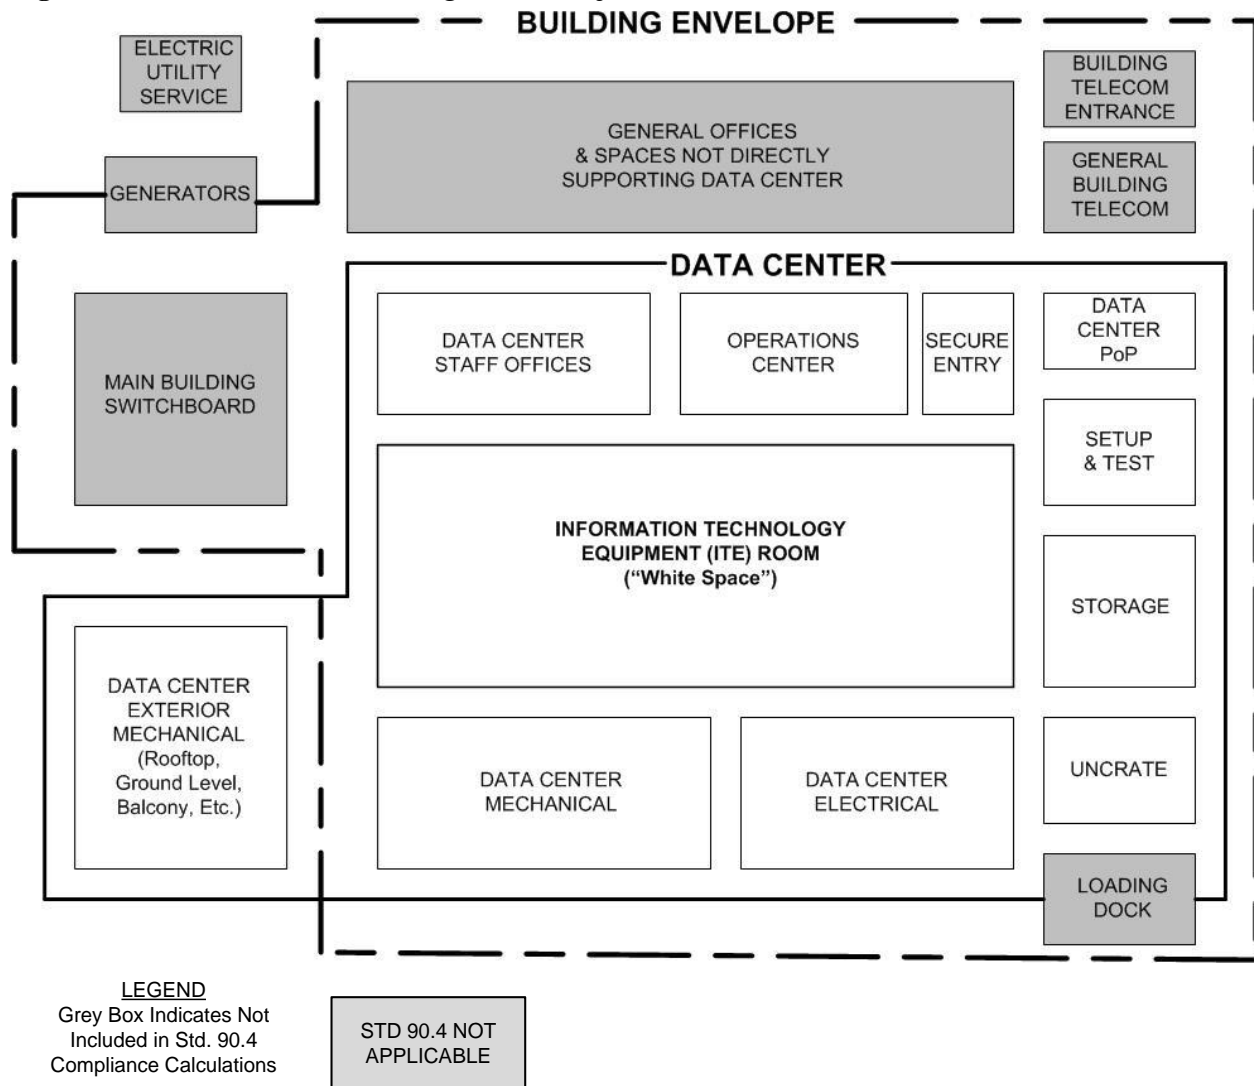 BUILDING ENVELOPE
ELECTRIC
UTILITY
SERVICE
GENERAL OFFICES
& SPACES NOT DIRECTLY
SUPPORTING DATA CENTER
BUILDING
TELECOM
ENTRANCE
GENERATORS
GENERAL
BUILDING
TELECOM
DATA CENTER
MAIN BUILDING
SWITCHBOARD
DATA CENTER
STAFF OFFICES
OPERATIONS
CENTER
SECURE
ENTRY
DATA
CENTER
PoP
SETUP
& TEST
INFORMATION TECHNOLOGY
EQUIPMENT (ITE) ROOM
(“White Space”)
STORAGE
DATA CENTER
EXTERIOR
MECHANICAL
(Rooftop,
Ground Level,
Balcony, Etc.)
DATA CENTER
MECHANICAL
DATA CENTER
ELECTRICAL
UNCRATE
LOADING
DOCK
LEGEND
Grey Box Indicates Not
Included in Std. 90.4
Compliance Calculations
STD 90.4 NOT
APPLICABLE